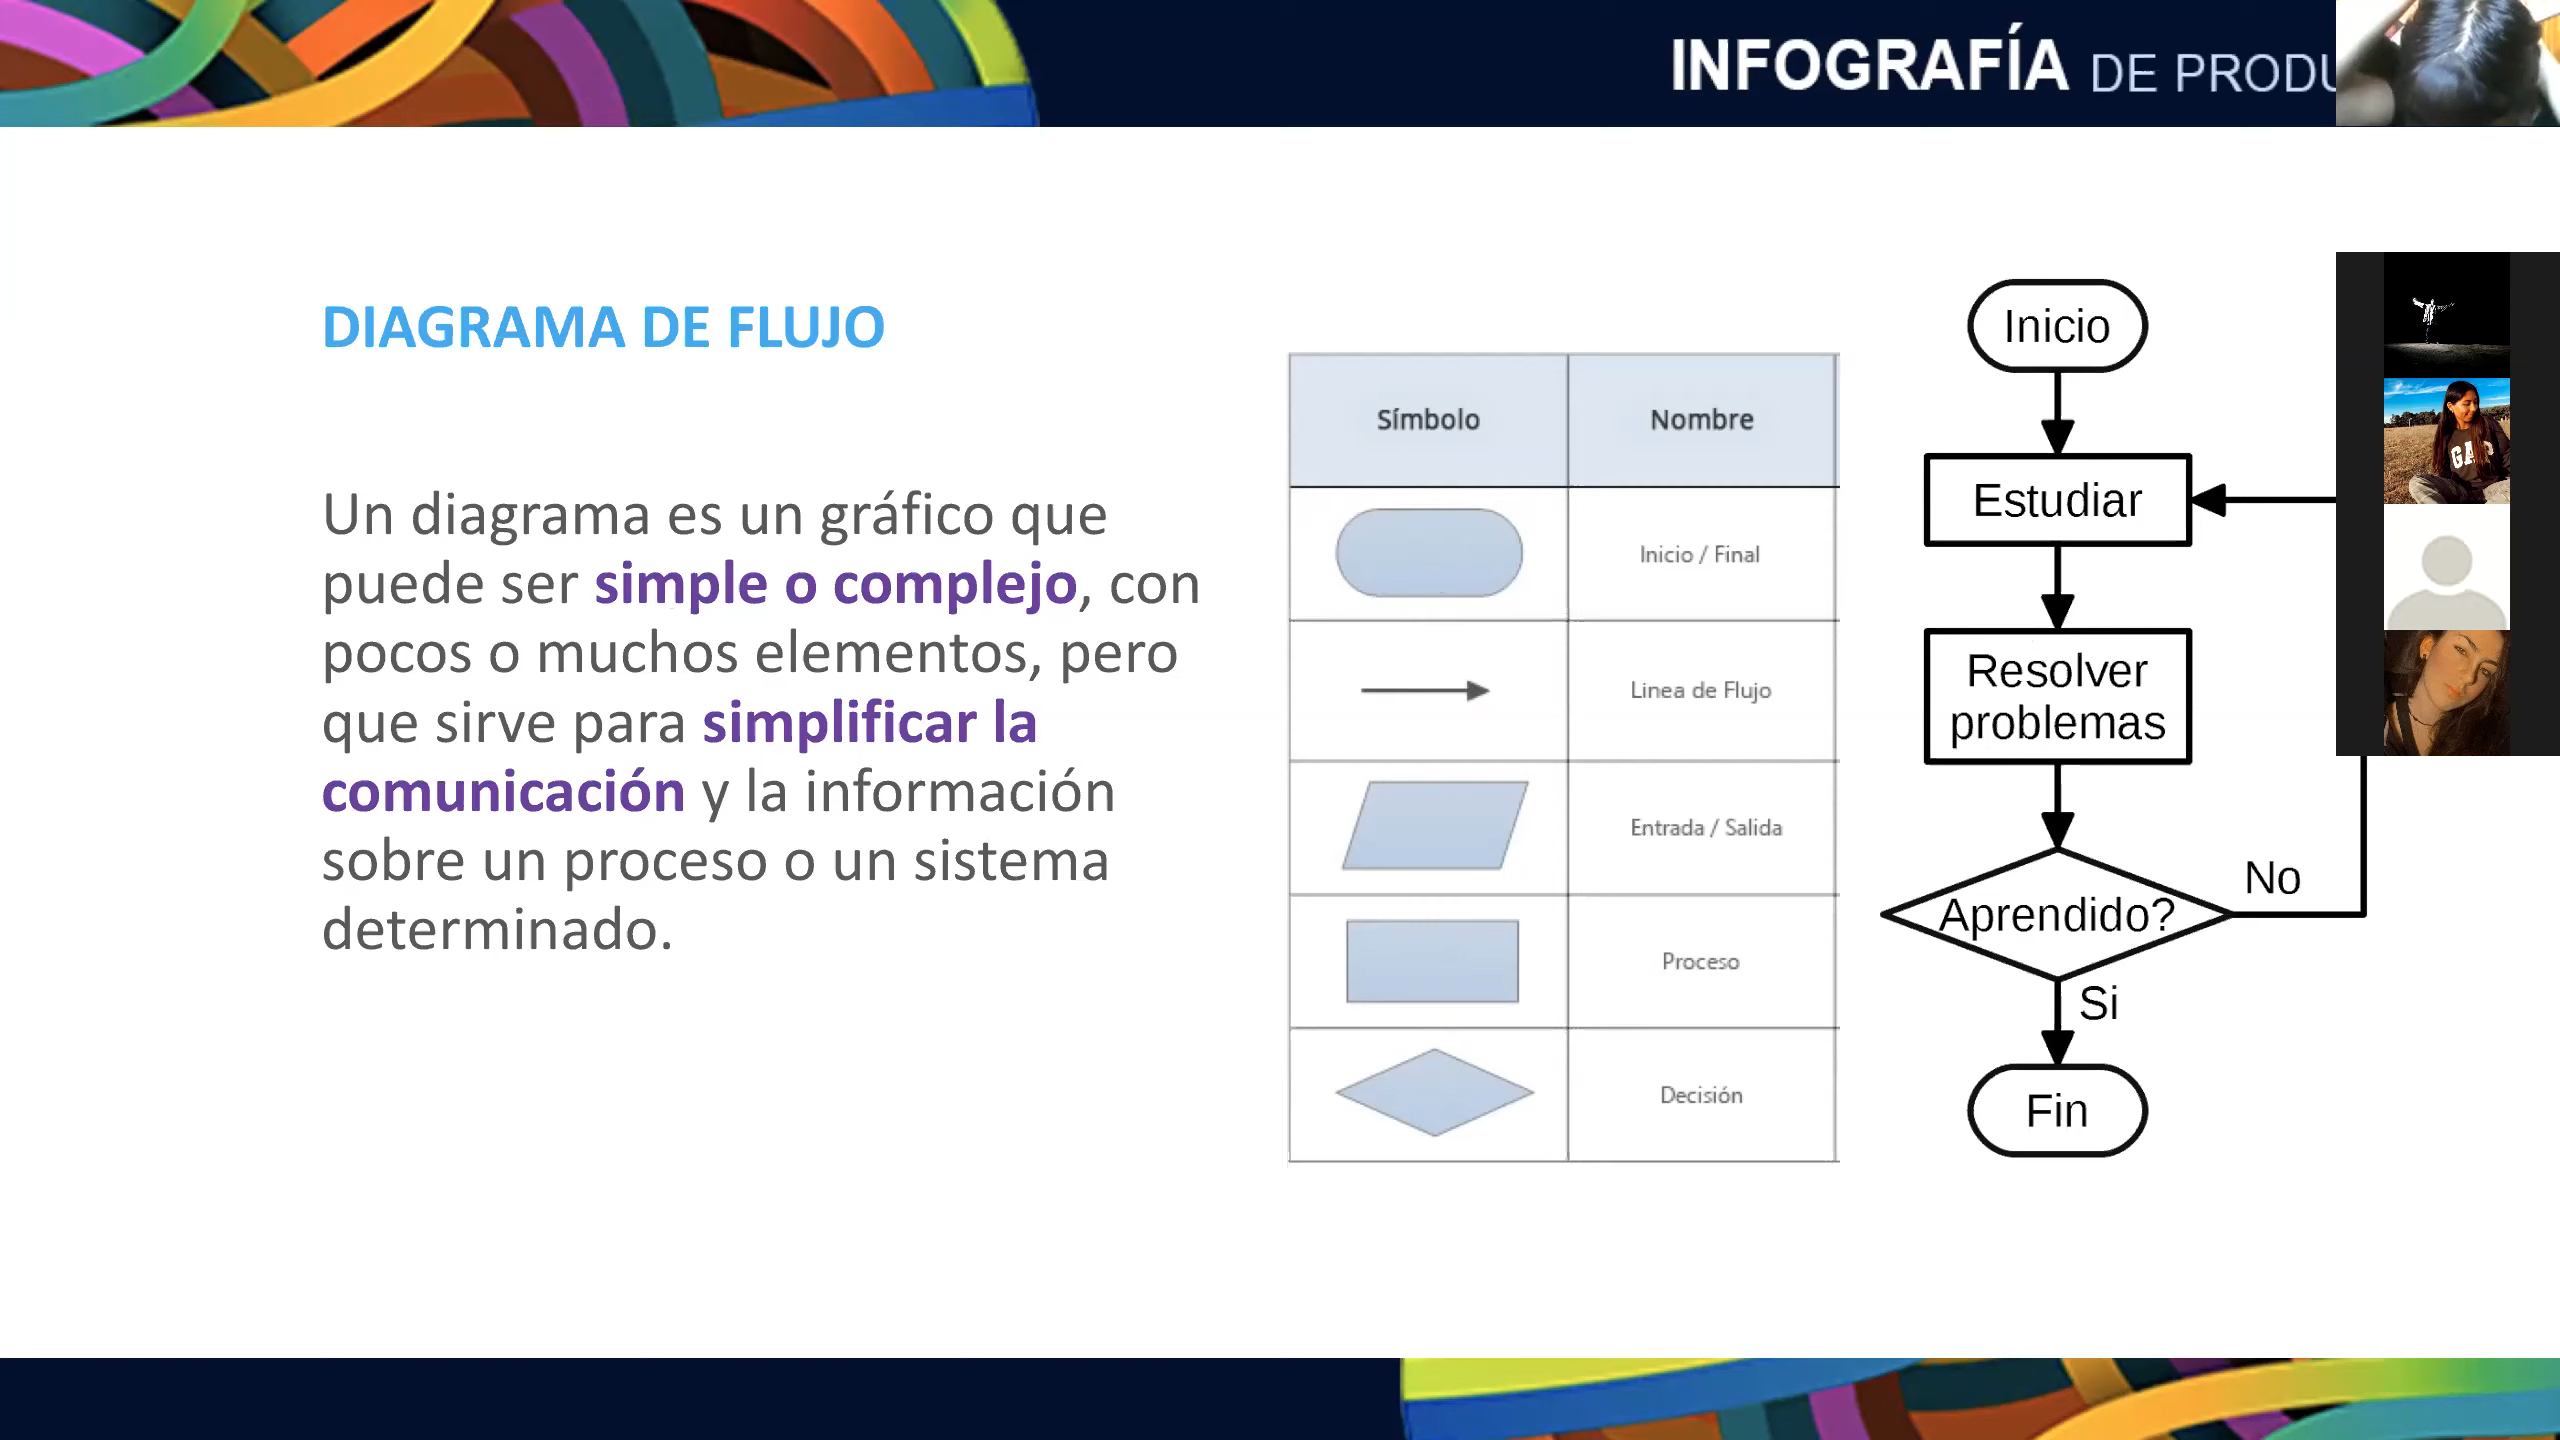 INFOGRAFÍA DE PRODU
DIAGRAMA DE FLUJO
Un diagrama es un gráfico que
puede ser simple o complejo, con
pocos o muchos elementos, pero
que sirve para simplificar la
comunicación y la información
sobre un proceso o un sistema
determinado.
Símbolo Nombre
Inicio / Final
Linea de Flujo
Entrada / Salida
Proceso
Decisión
Inicio
Estudiar
Resolver
problemas
Aprendido?
No
Si
Fin
GAP